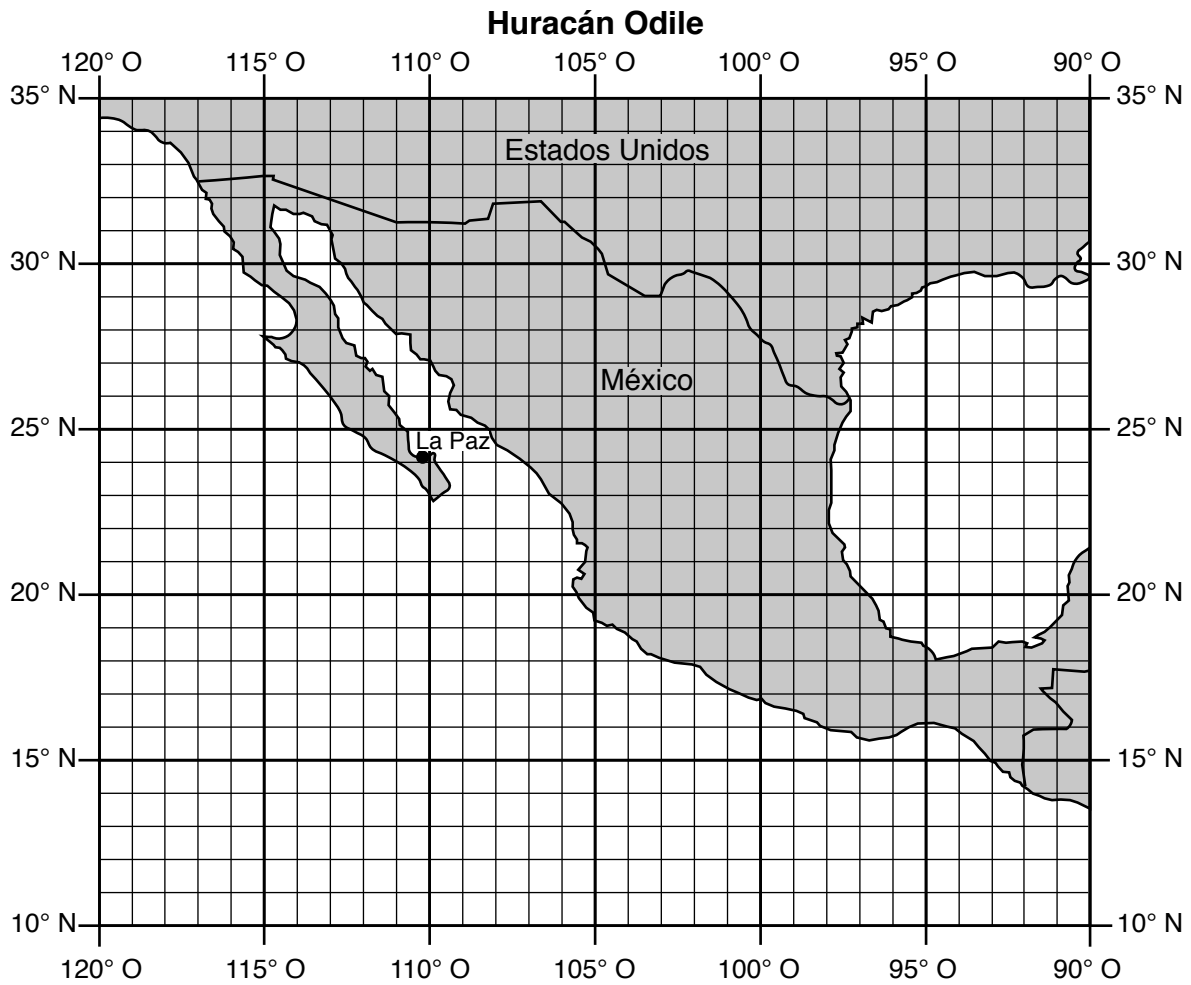 Huracán Odile
120° O 115° O 110° O 105° O 100° O 95° O 90° O
35° N 35° N
Estados Unidos
30° N 30° N
México
25° N 25° N
La Paz
20° N 20° N
15° N 15° N
10° N 10° N
120° O 115° O 110° O 105° O 100° O 95° O 90° O